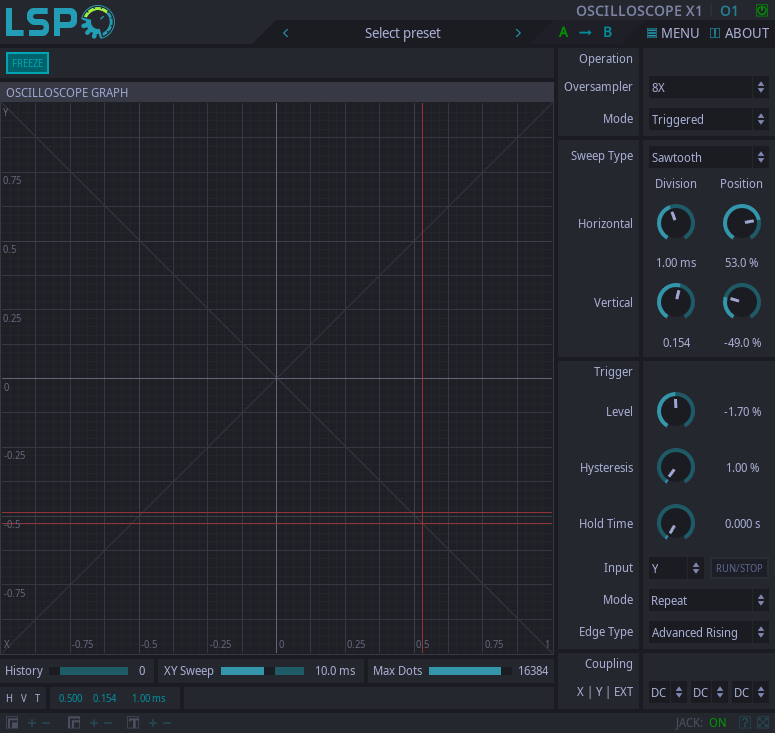 LSP
OSCILLOSCOPE X1 O1
Select preset
A → B
MENU ABOUT
FREEZE
OSCILLOSCOPE GRAPH
Y
0.75
0.5
0.25
0
-0.25
-0.5
-0.75
X -0.75 -0.5 -0.25 0 0.25 0.5 0.75 1
History 0
XY Sweep 10.0 ms
Max Dots 16384
H V T 0.500 0.154 1.00 ms
Operation
Oversampler 8X
Mode Triggered
Sweep Type Sawtooth
Division Position
Horizontal
1.00 ms 53.0 %
Vertical
0.154 -49.0 %
Trigger
Level -1.70 %
Hysteresis 1.00 %
Hold Time 0.000 s
Input Y RUN/STOP
Mode Repeat
Edge Type Advanced Rising
Coupling
X | Y | EXT DC DC DC
+ − + − + −
JACK: ON ?